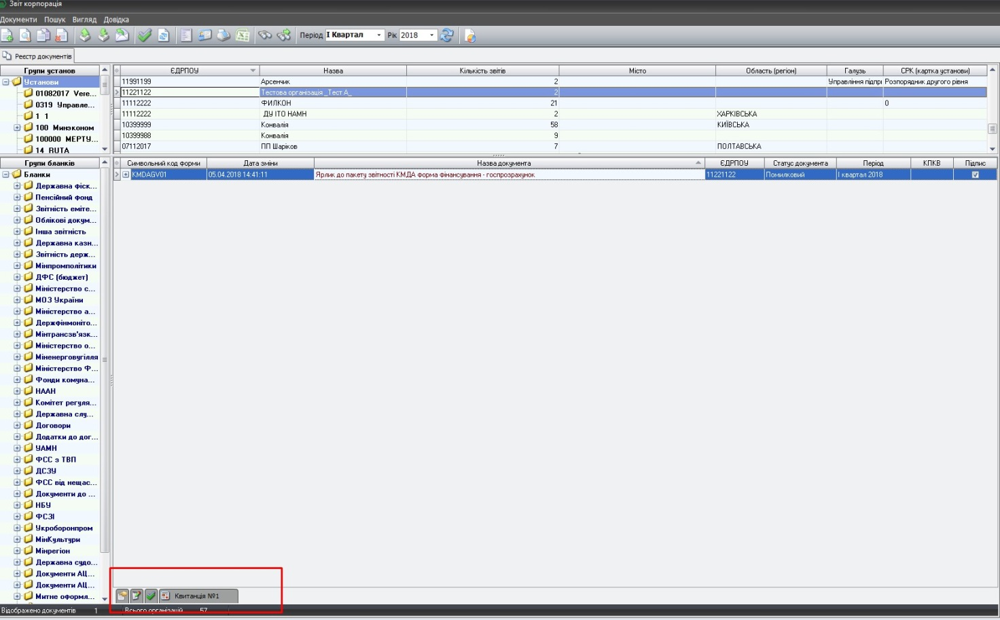 Звіт корпорація
Документи Пошук Вигляд Довідка
Період I Квартал Рік 2018
Реєстр документів
Групи установ
Установи
01082017 Vere...
0319 Управле...
1 1
100 Минэконом
100000 МЕРТУ...
14 RUTA
ЄДРПОУ Назва Кількість звітів Місто Область (регіон) Галузь СРК (картка установи)
11991199 Арсенчик 2 Управління підпри Розпорядник другого рівня
11221122 Тестова організація _Тест А_ 2
11112222 ФИЛКОН 21 0
11112222 ДУ ІТО НАМН 2 ХАРКІВСЬКА
10399999 Конвалія 58 КИЇВСЬКА
10399988 Конвалія 9
07112017 ПП Шаріков 7 ПОЛТАВСЬКА
Групи бланків
Бланки
Державна фіск...
Пенсійний фонд
Звітність еміте...
Облікові докум...
Інша звітність
Державна казн...
Звітність держ...
Мінпромполітики
ДФС (бюджет)
Міністерство с...
МОЗ України
Міністерство а...
Держфінмоніто...
Мінтрансзв'язк...
Міністерство о...
Міненерговугілля
Міністерство Ф...
Фонди комуна...
НААН
Комітет регуля...
Державна слу...
Договори
Додатки до дог...
УАМН
ФСС з ТВП
ДСЗУ
ФСС від нещас...
Документи до ...
НБУ
ФСЗІ
Укроборонпром
МінКультури
Мінрегіон
Державна судо...
Документи АЦ...
Документи АЦ...
Митне оформл...
Символьний код форми Дата зміни Назва документа ЄДРПОУ Статус документа Період КПКВ Підпис
KMDAGV01 05.04.2018 14:41:11 Ярлик до пакету звітності КМДА форма Фінансування - госпрозрахунок 11221122 Помилковий I квартал 2018
Квитанція №1
Відображено документів 1 Всього організацій 57